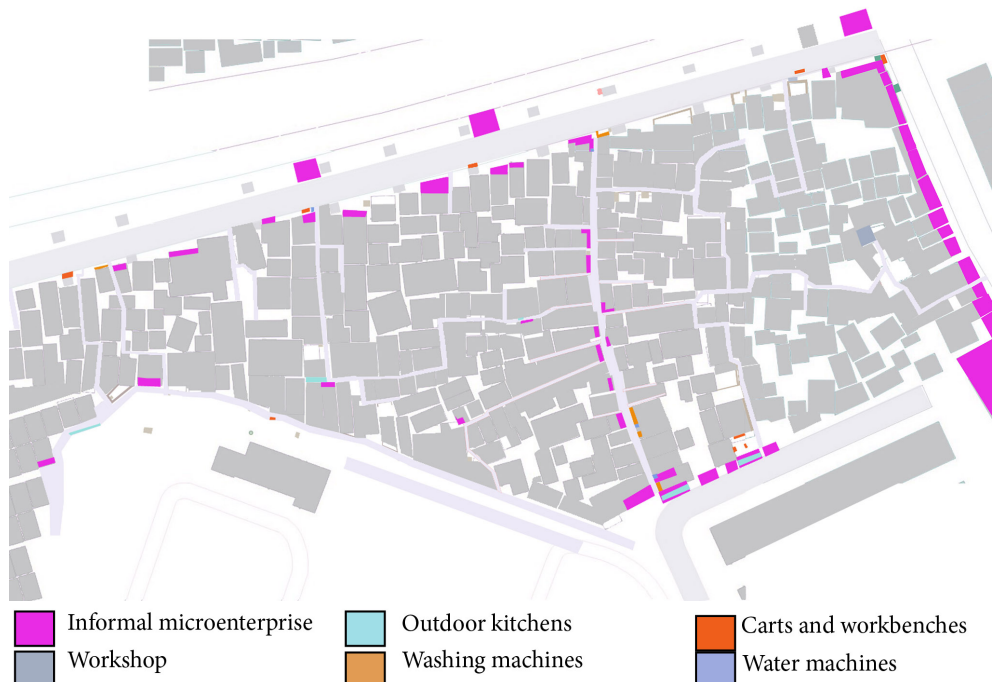 Informal microenterprise
Outdoor kitchens
Carts and workbenches
Workshop
Washing machines
Water machines